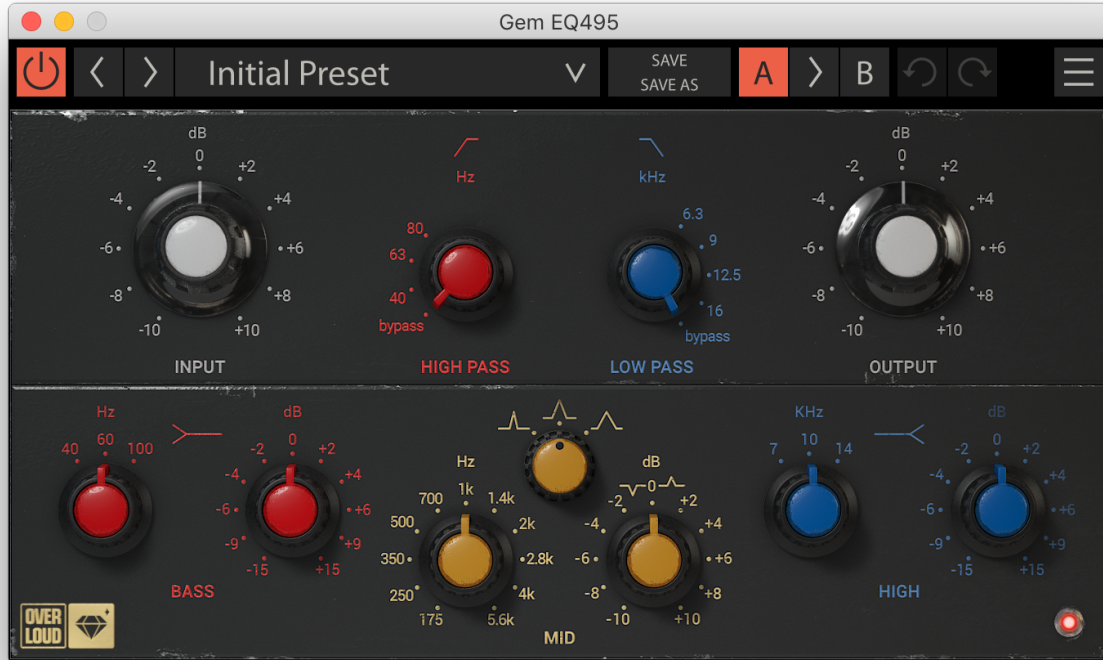 Gem EQ495
Initial Preset
SAVE
SAVE AS
A
B
dB
0
-2 +2
-4 +4
-6 +6
-8 +8
-10 +10
INPUT
Hz
80
63
40
bypass
HIGH PASS
kHz
6.3
9
12.5
16
bypass
LOW PASS
dB
0
-2 +2
-4 +4
-6 +6
-8 +8
-10 +10
OUTPUT
Hz
40 60 100
dB
0
-2 +2
-4 +4
-6 +6
-9 +9
-15 +15
BASS
Hz
1k
700 1.4k
500 2k
350 2.8k
250 4k
175 5.6k
dB
0
-2 +2
-4 +4
-6 +6
-8 +8
-10 +10
MID
KHz
7 10 14
dB
0
-2 +2
-4 +4
-6 +6
-9 +9
-15 +15
HIGH
OVER
LOUD